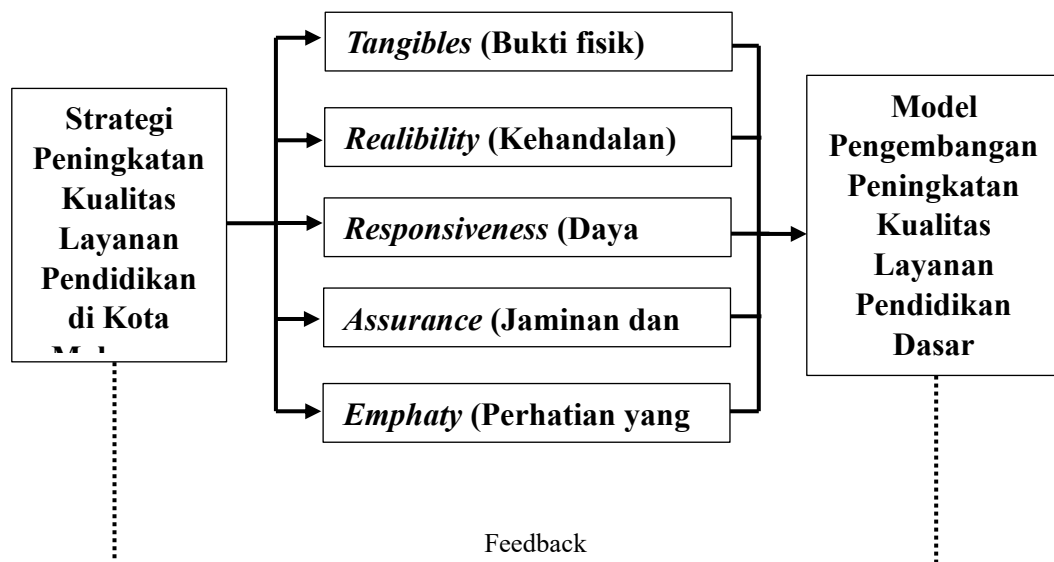 Strategi
Peningkatan
Kualitas
Layanan
Pendidikan
di Kota
Tangibles (Bukti fisik)
Realibility (Kehandalan)
Responsiveness (Daya
Assurance (Jaminan dan
Emphaty (Perhatian yang
Model
Pengembangan
Peningkatan
Kualitas
Layanan
Pendidikan
Dasar
Feedback